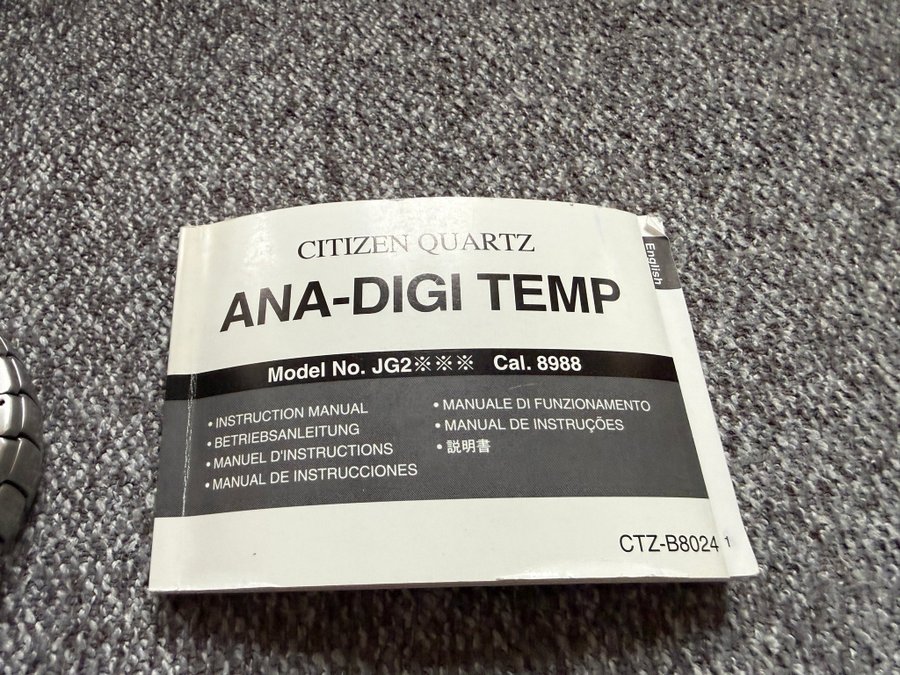 CITIZEN QUARTZ
English
ANA-DIGI TEMP
Model No. JG2※※※ Cal. 8988
• INSTRUCTION MANUAL
• BETRIEBSANLEITUNG
• MANUEL D'INSTRUCTIONS
• MANUAL DE INSTRUCCIONES
• MANUALE DI FUNZIONAMENTO
• MANUAL DE INSTRUÇÕES
• 説明書
CTZ-B8024
1